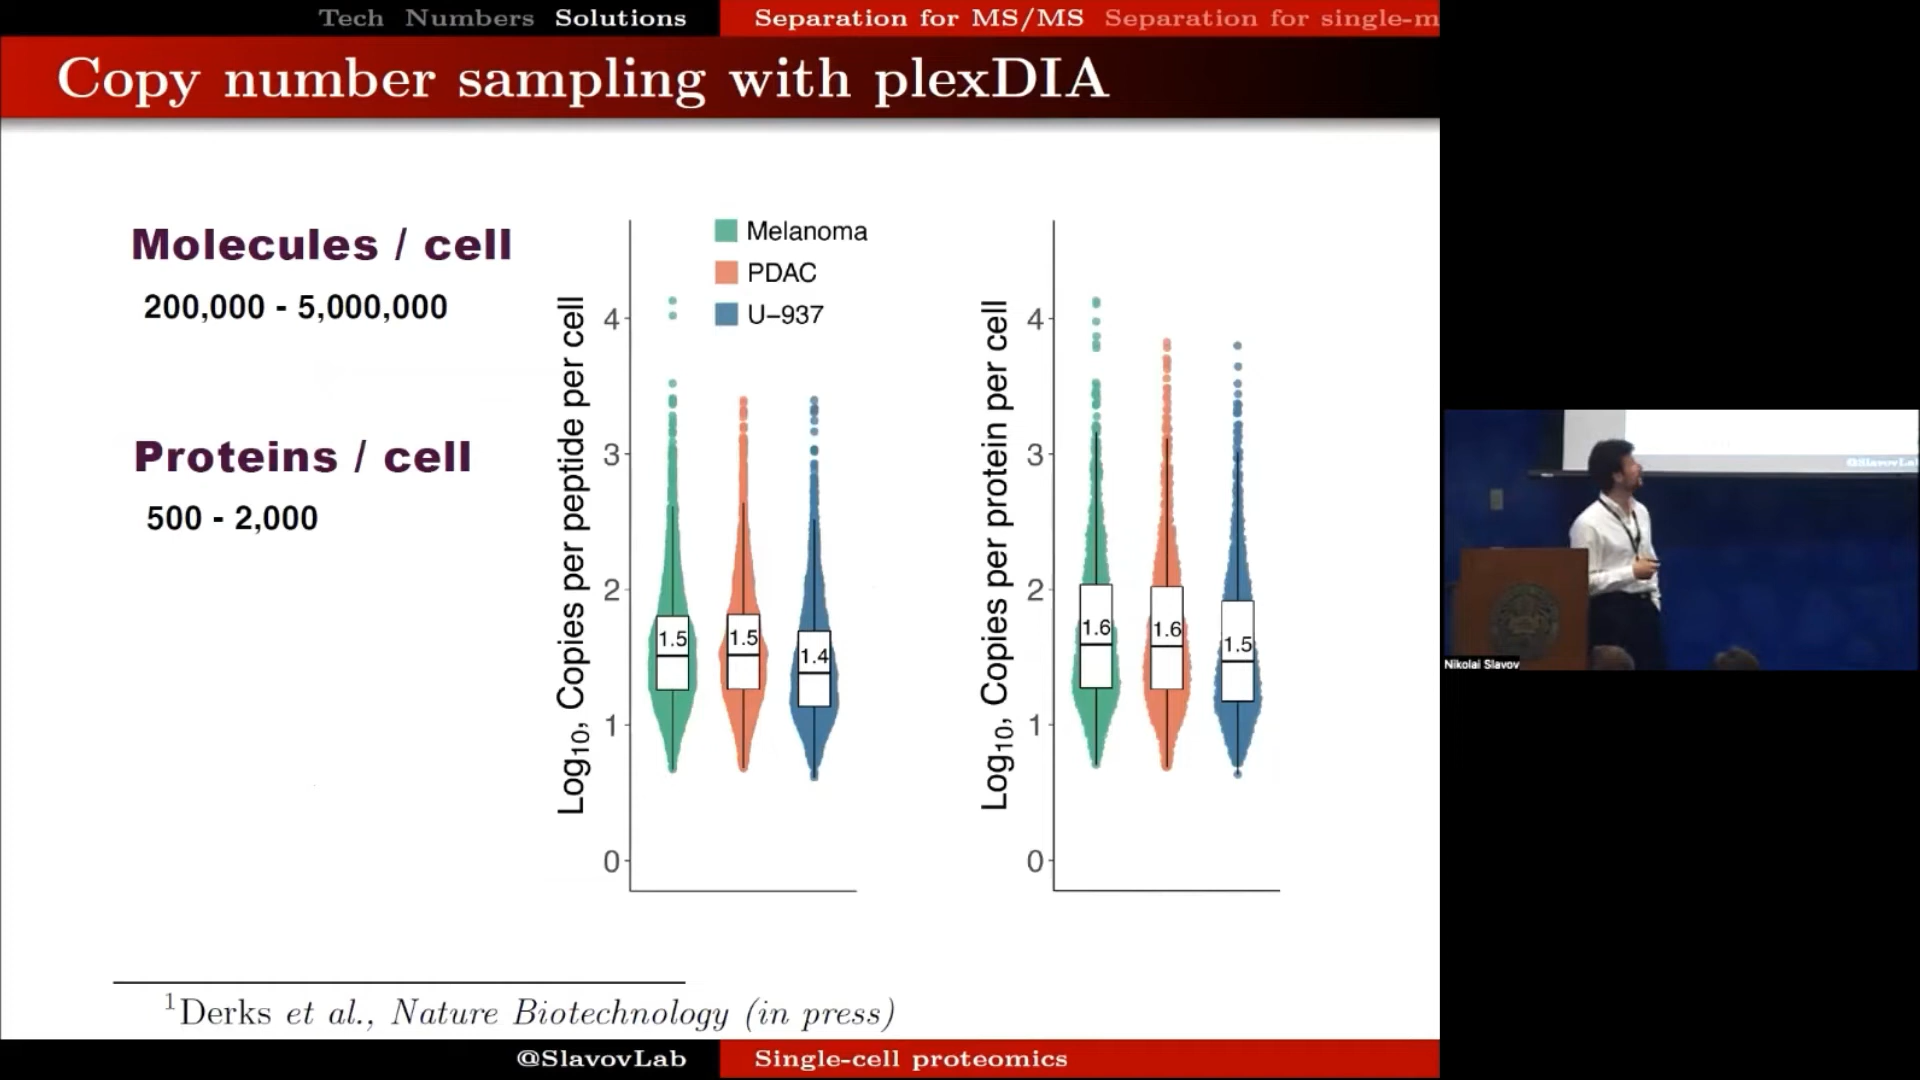 Tech Numbers Solutions
Separation for MS/MS Separation for single-m
Copy number sampling with plexDIA
Molecules / cell
200,000 - 5,000,000
Proteins / cell
500 - 2,000
Log10, Copies per peptide per cell
4
3
2
1
0
Melanoma
PDAC
U−937
1.5
1.5
1.4
Log10, Copies per protein per cell
4
3
2
1
0
1.6
1.6
1.5
1Derks et al., Nature Biotechnology (in press)
@SlavovLab
Single-cell proteomics
@SlavovLa
Nikolai Slavov